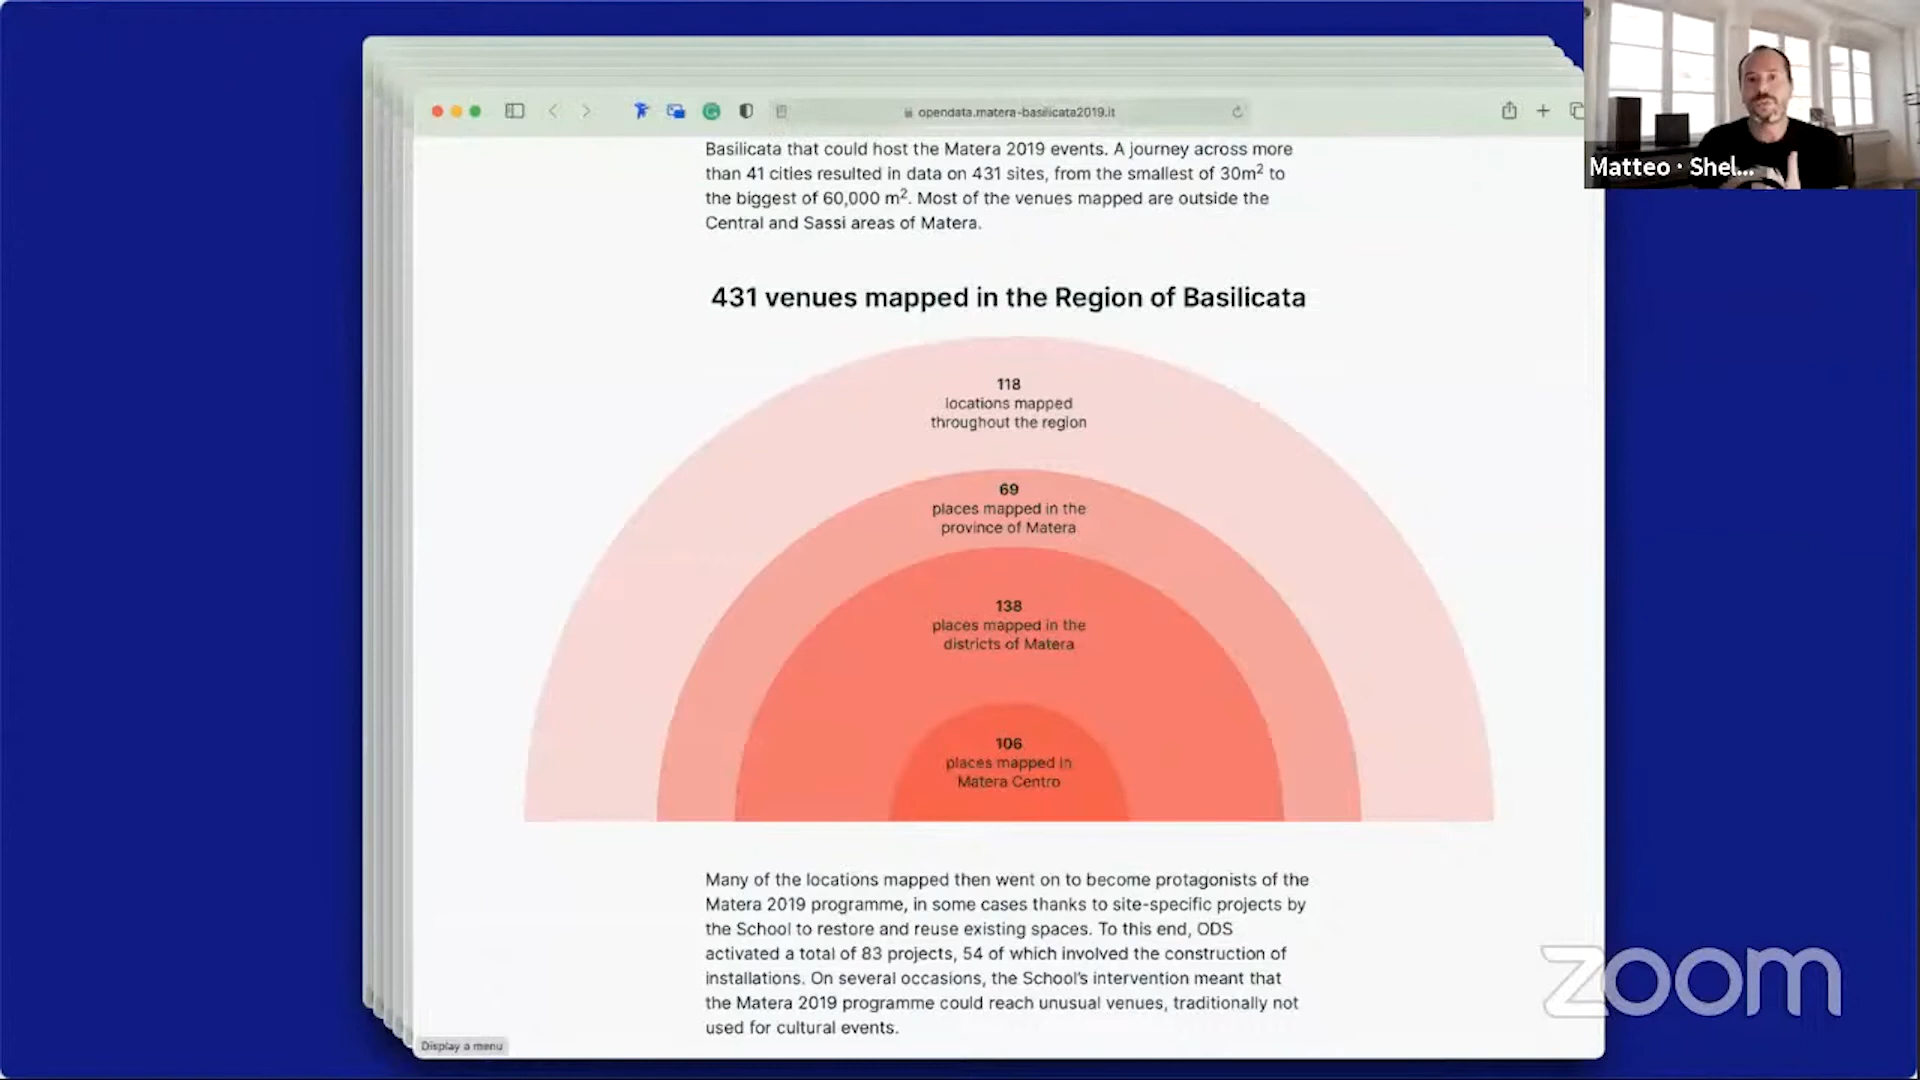 opendata.matera-basilicata2019.it
Matteo · Shel...
Basilicata that could host the Matera 2019 events. A journey across more
than 41 cities resulted in data on 431 sites, from the smallest of 30m² to
the biggest of 60,000 m². Most of the venues mapped are outside the
Central and Sassi areas of Matera.
431 venues mapped in the Region of Basilicata
118
locations mapped
throughout the region
69
places mapped in the
province of Matera
138
places mapped in the
districts of Matera
106
places mapped in
Matera Centro
Many of the locations mapped then went on to become protagonists of the
Matera 2019 programme, in some cases thanks to site-specific projects by
the School to restore and reuse existing spaces. To this end, ODS
activated a total of 83 projects, 54 of which involved the construction of
installations. On several occasions, the School's intervention meant that
the Matera 2019 programme could reach unusual venues, traditionally not
used for cultural events.
Display a menu
zoom